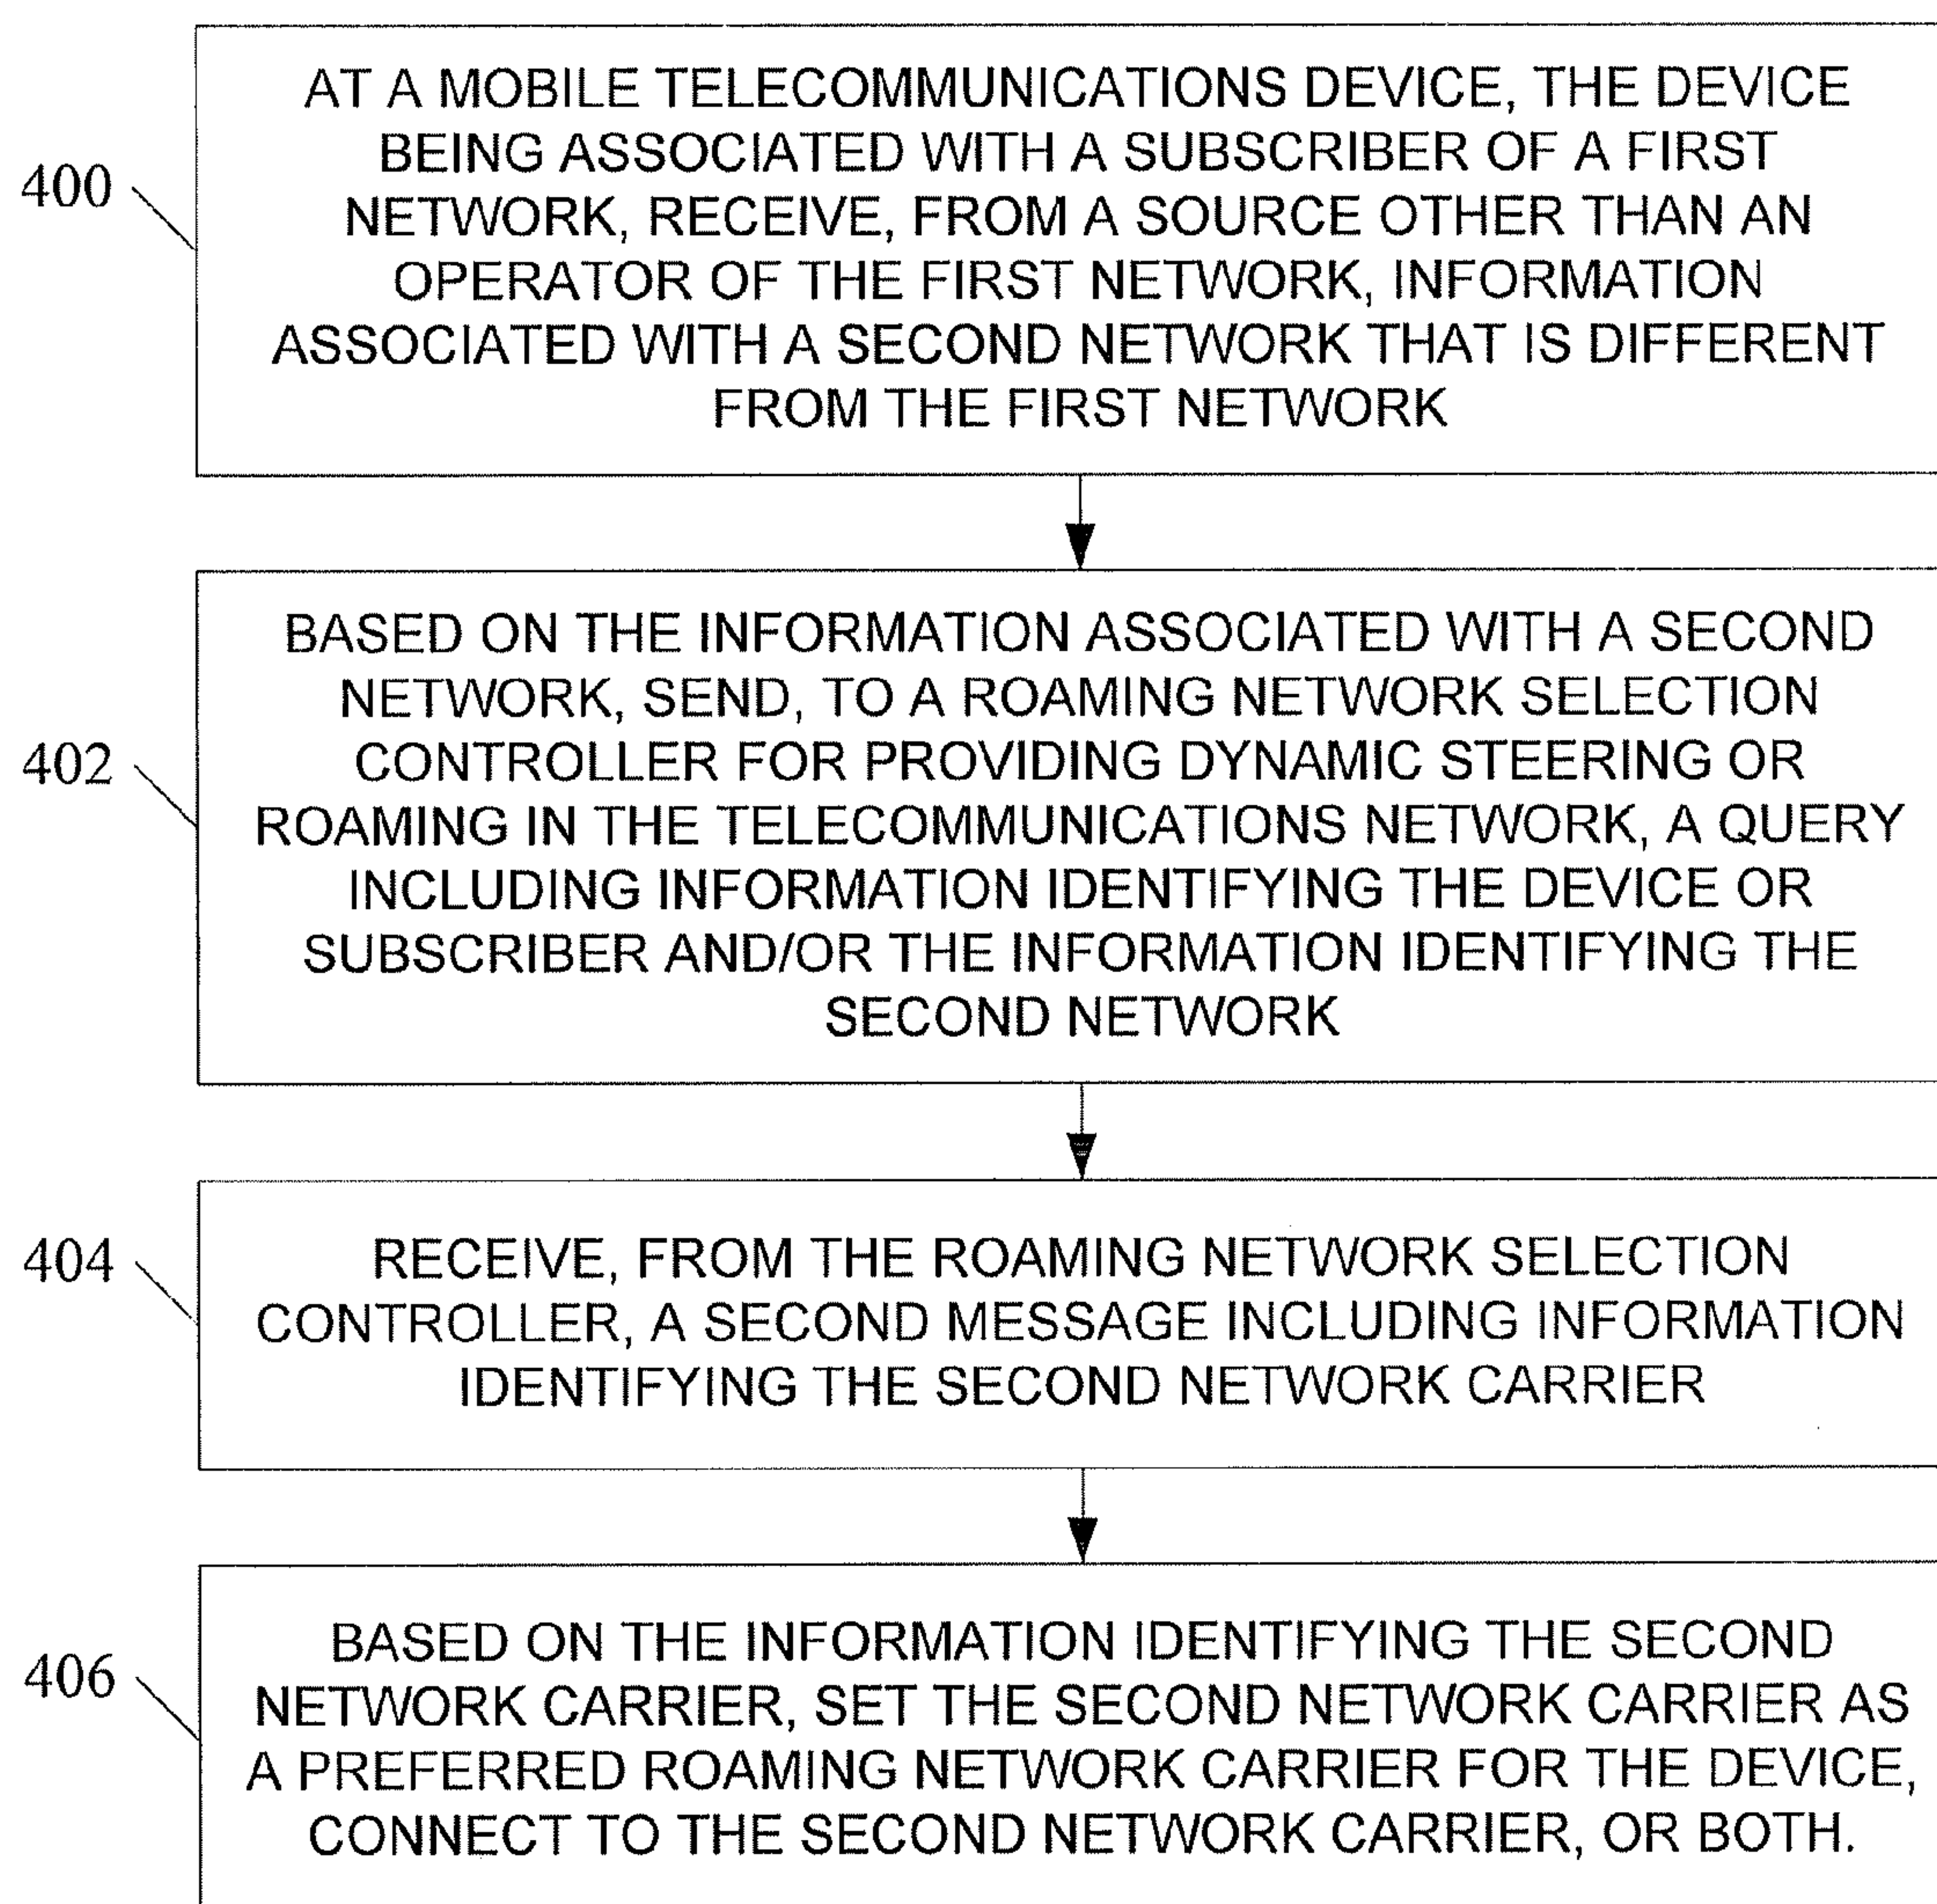 AT A MOBILE TELECOMMUNICATIONS DEVICE, THE DEVICE
BEING ASSOCIATED WITH A SUBSCRIBER OF A FIRST
NETWORK, RECEIVE, FROM A SOURCE OTHER THAN AN
OPERATOR OF THE FIRST NETWORK, INFORMATION
ASSOCIATED WITH A SECOND NETWORK THAT IS DIFFERENT
FROM THE FIRST NETWORK
400
BASED ON THE INFORMATION ASSOCIATED WITH A SECOND
NETWORK, SEND, TO A ROAMING NETWORK SELECTION
CONTROLLER FOR PROVIDING DYNAMIC STEERING OR
ROAMING IN THE TELECOMMUNICATIONS NETWORK, A QUERY
INCLUDING INFORMATION IDENTIFYING THE DEVICE OR
SUBSCRIBER AND/OR THE INFORMATION IDENTIFYING THE
SECOND NETWORK
402
RECEIVE, FROM THE ROAMING NETWORK SELECTION
CONTROLLER, A SECOND MESSAGE INCLUDING INFORMATION
IDENTIFYING THE SECOND NETWORK CARRIER
404
BASED ON THE INFORMATION IDENTIFYING THE SECOND
NETWORK CARRIER, SET THE SECOND NETWORK CARRIER AS
A PREFERRED ROAMING NETWORK CARRIER FOR THE DEVICE,
CONNECT TO THE SECOND NETWORK CARRIER, OR BOTH.
406